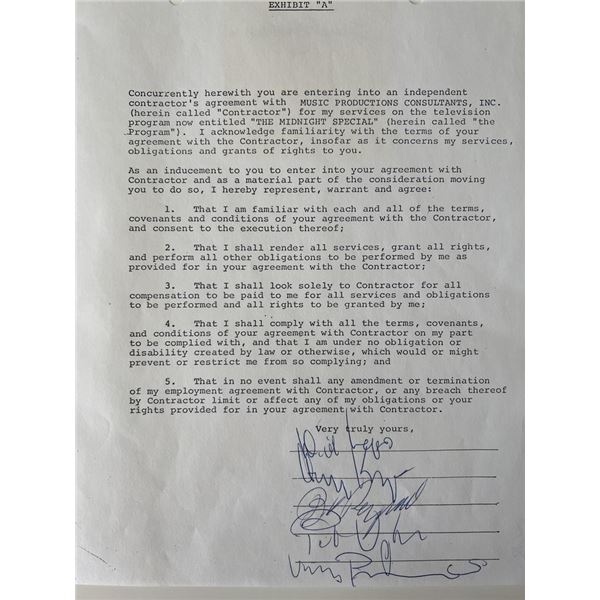 EXHIBIT "A"
Concurrently herewith you are entering into an independent
contractor's agreement with MUSIC PRODUCTIONS CONSULTANTS, INC.
(herein called "Contractor") for my services on the television
program now entitled "THE MIDNIGHT SPECIAL" (herein called "the
Program"). I acknowledge familiarity with the terms of your
agreement with the Contractor, insofar as it concerns my services,
obligations and grants of rights to you.
As an inducement to you to enter into your agreement with
Contractor and as a material part of the consideration moving
you to do so, I hereby represent, warrant and agree:
1. That I am familiar with each and all of the terms,
covenants and conditions of your agreement with the Contractor,
and consent to the execution thereof;
2. That I shall render all services, grant all rights,
and perform all other obligations to be performed by me as
provided for in your agreement with the Contractor;
3. That I shall look solely to Contractor for all
compensation to be paid to me for all services and obligations
to be performed and all rights to be granted by me;
4. That I shall comply with all the terms, covenants,
and conditions of your agreement with Contractor on my part
to be complied with, and that I am under no obligation or
disability created by law or otherwise, which would or might
prevent or restrict me from so complying; and
5. That in no event shall any amendment or termination
of my employment agreement with Contractor, or any breach thereof
by Contractor limit or affect any of my obligations or your
rights provided for in your agreement with Contractor.
Very truly yours,